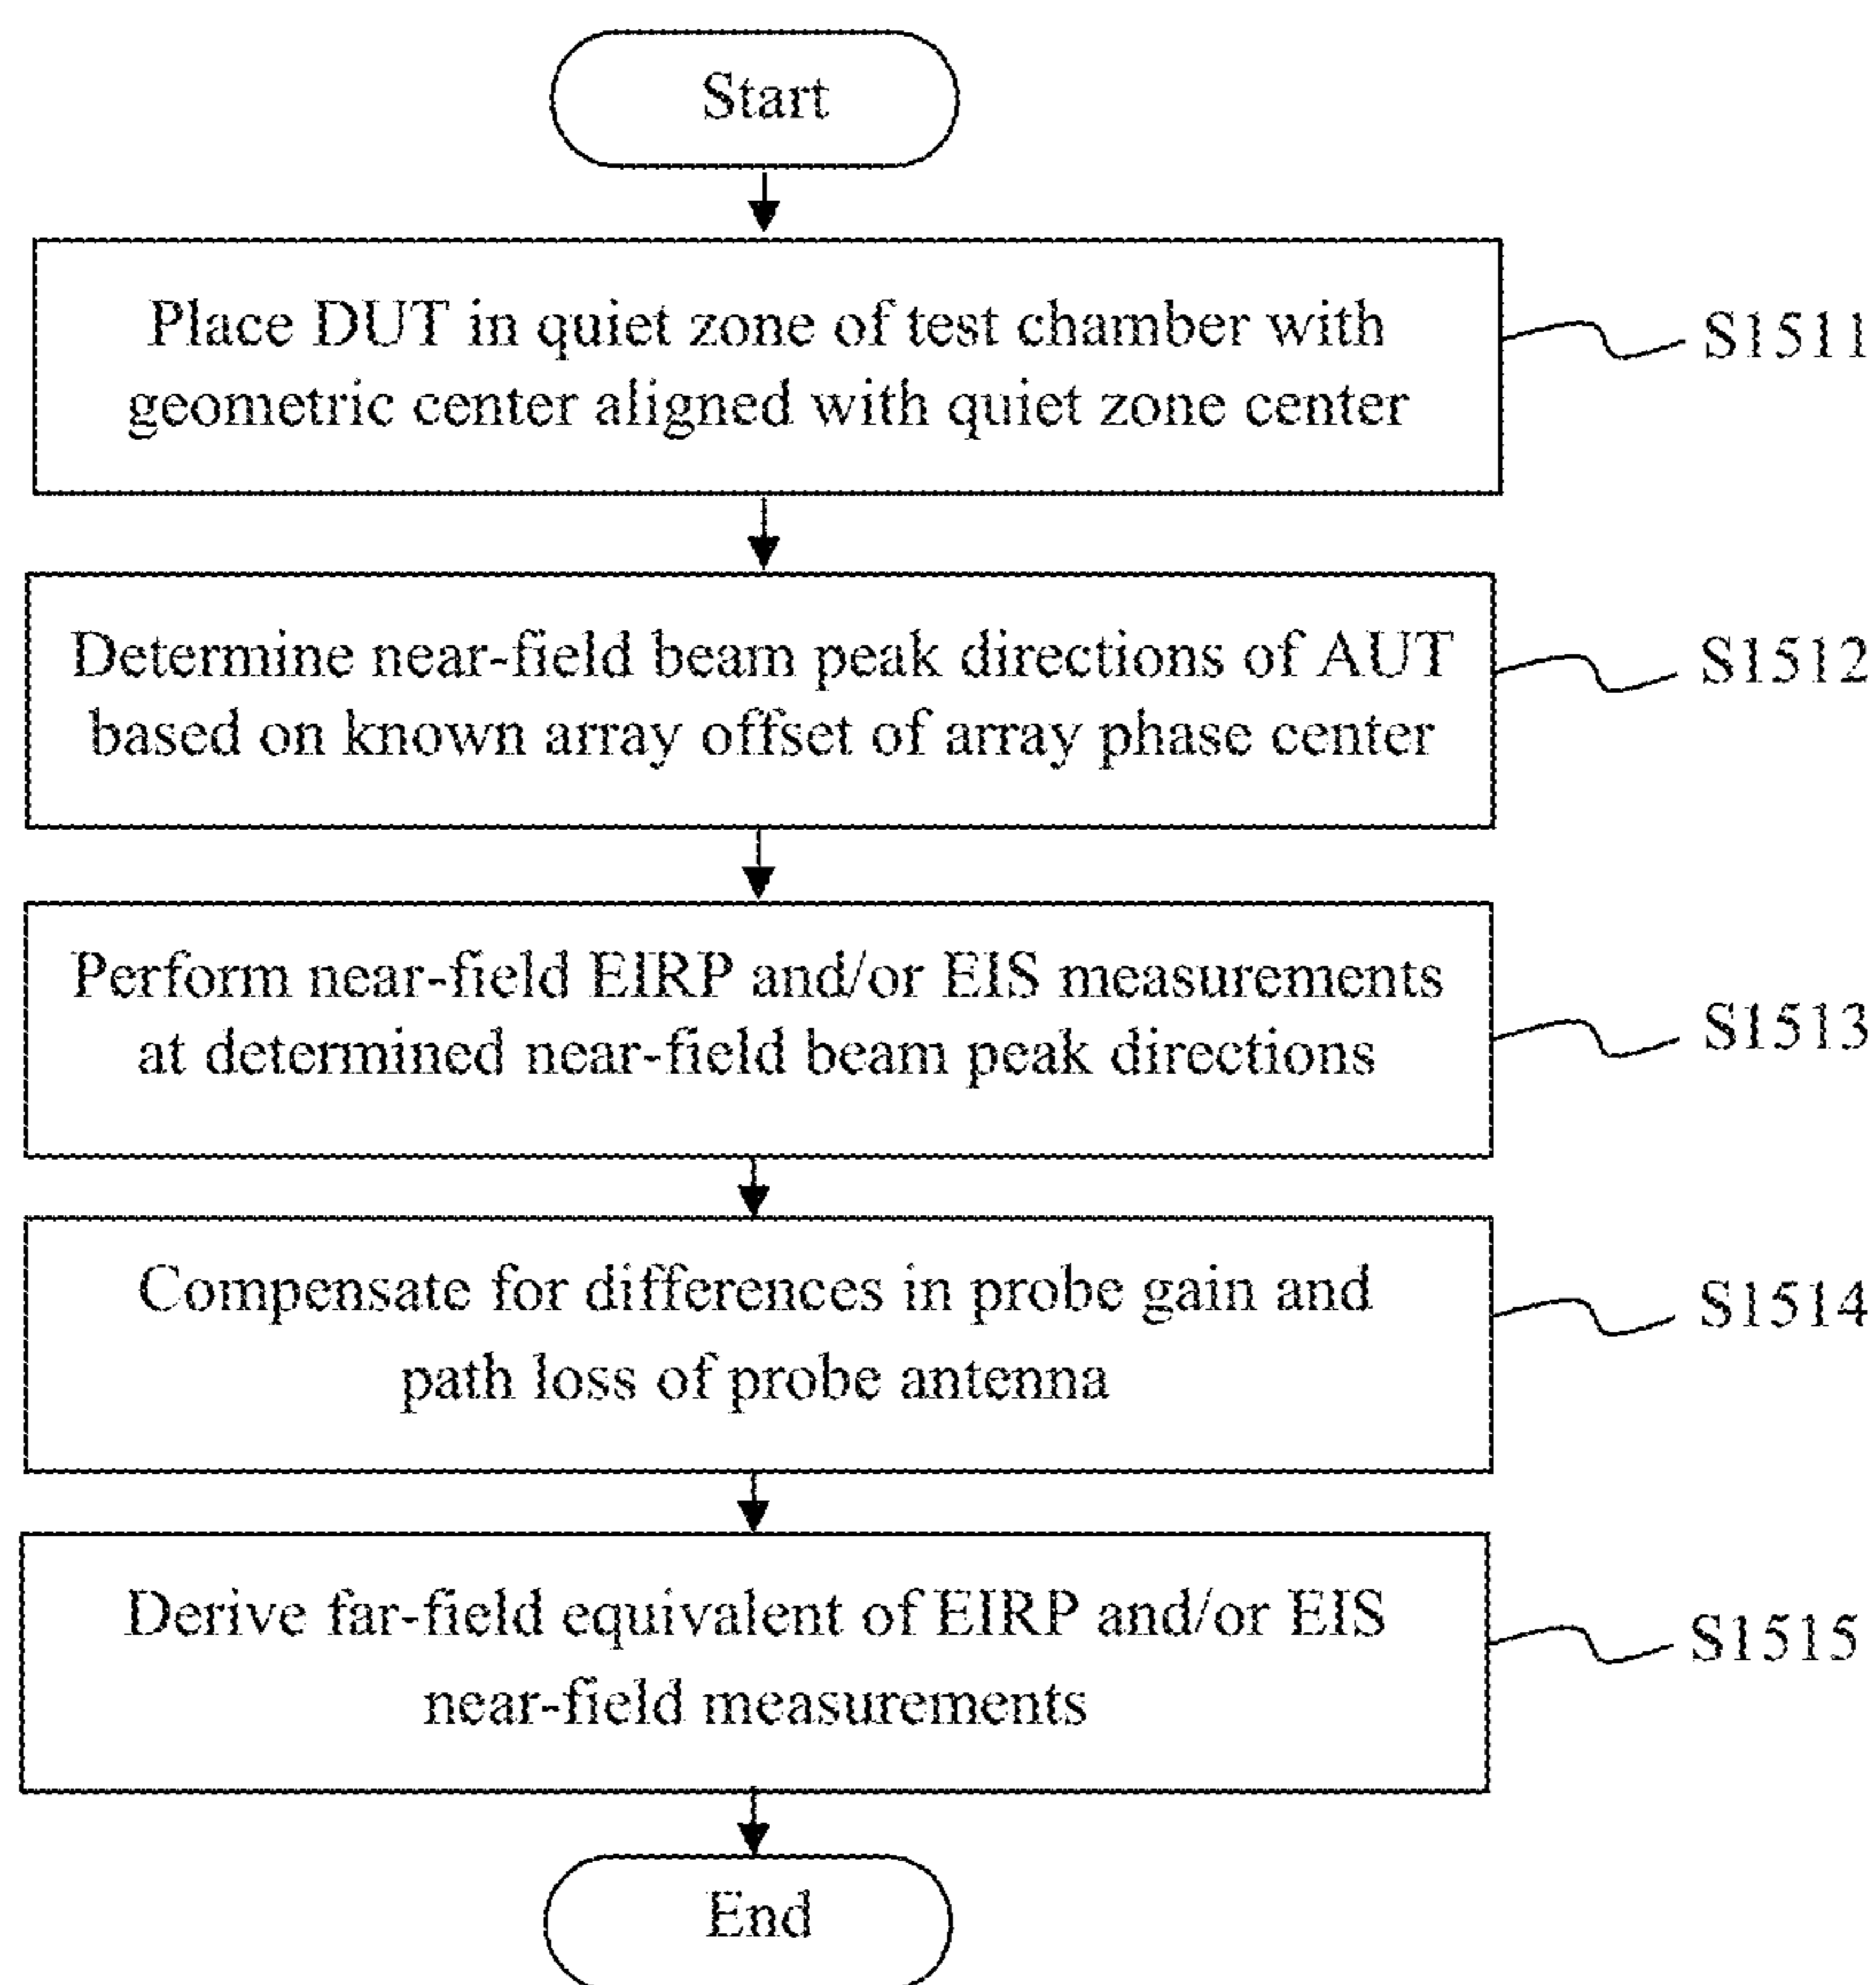 Start
Place DUT in quiet zone of test chamber with
geometric center aligned with quiet zone center
S1511
Determine near-field beam peak directions of AUT
based on known array offset of array phase center
S1512
Perform near-field EIRP and/or EIS measurements
at determined near-field beam peak directions
S1513
Compensate for differences in probe gain and
path loss of probe antenna
S1514
Derive far-field equivalent of EIRP and/or EIS
near-field measurements
S1515
End